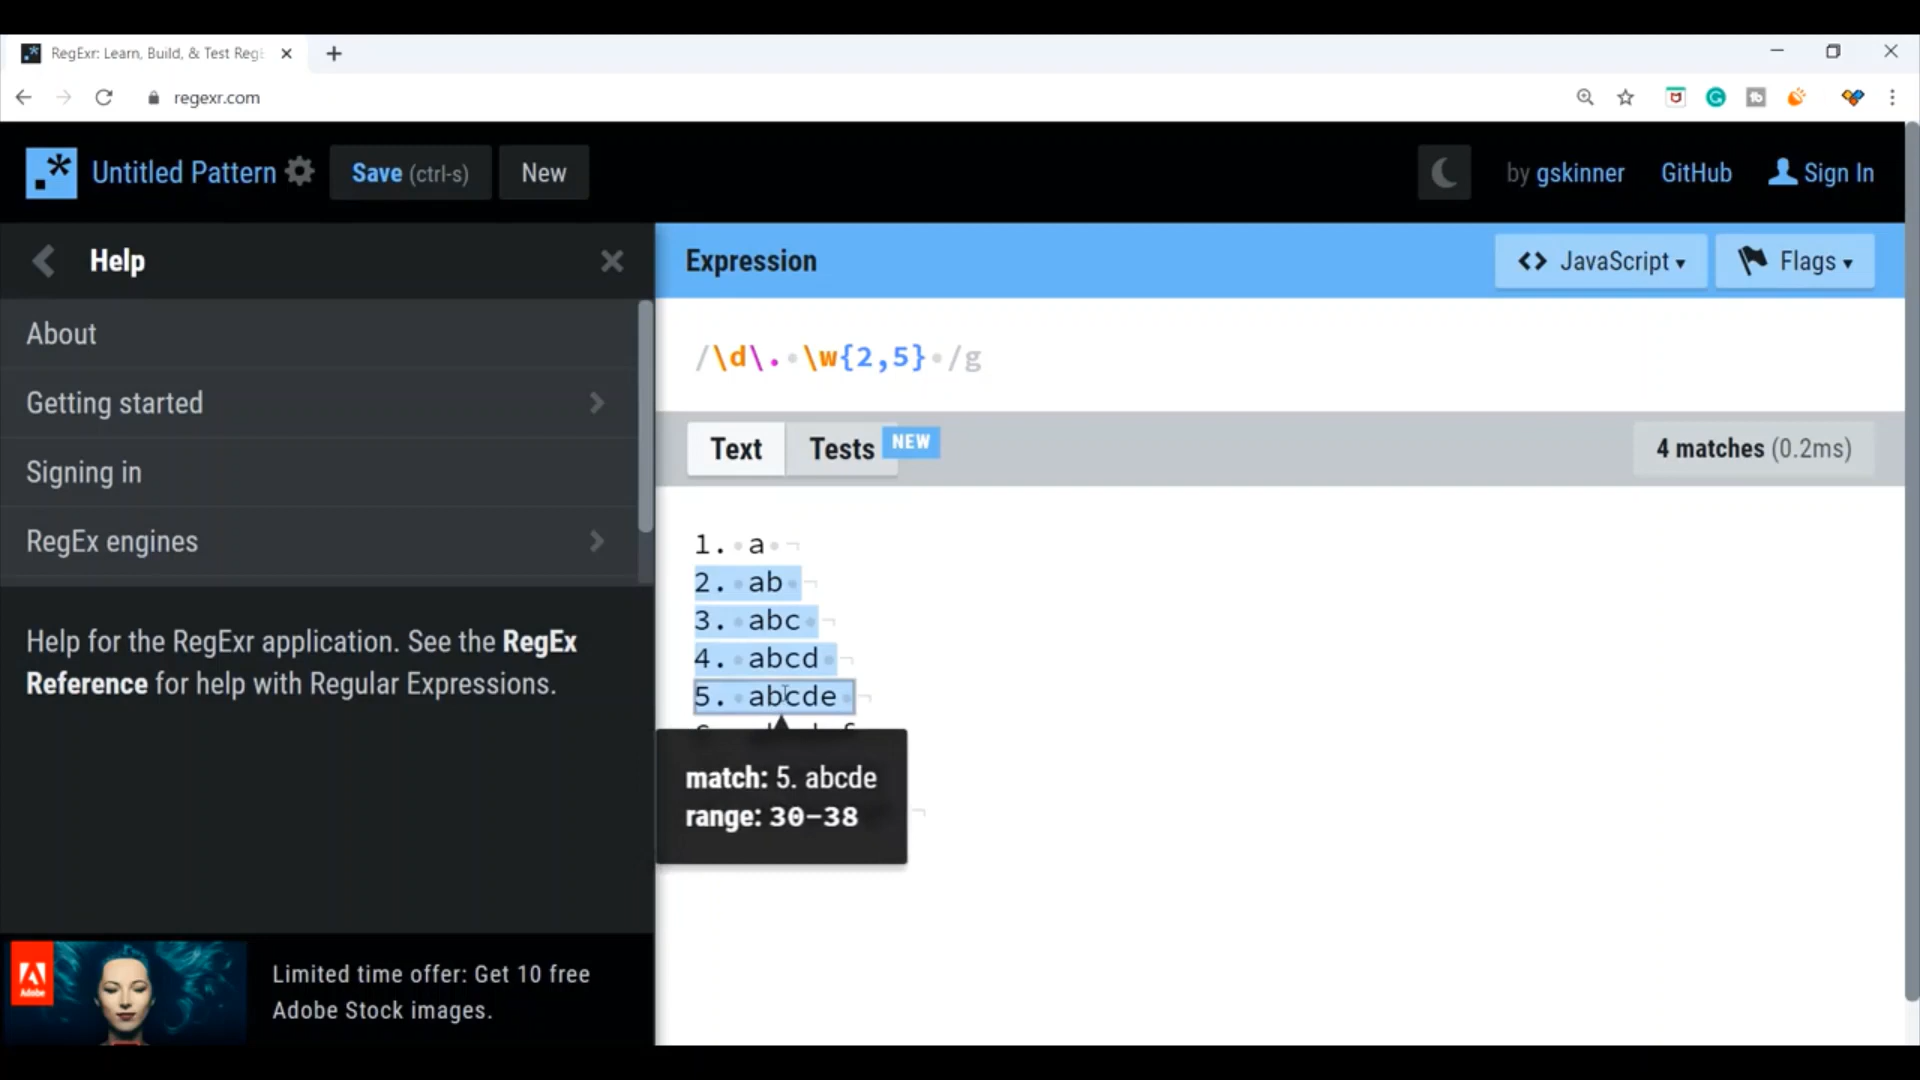 RegExr: Learn, Build, & Test RegE
regexr.com
Untitled Pattern
Save (ctrl-s)
New
by gskinner
GitHub
Sign In
Help
Expression
<> JavaScript
Flags
About
/\d\. \w{2,5} /g
Getting started
Text
Tests
NEW
4 matches (0.2ms)
Signing in
RegEx engines
1. a
2. ab
3. abc
4. abcd
5. abcde
Help for the RegExr application. See the RegEx
Reference for help with Regular Expressions.
match: 5. abcde
range: 30-38
Adobe
Limited time offer: Get 10 free
Adobe Stock images.